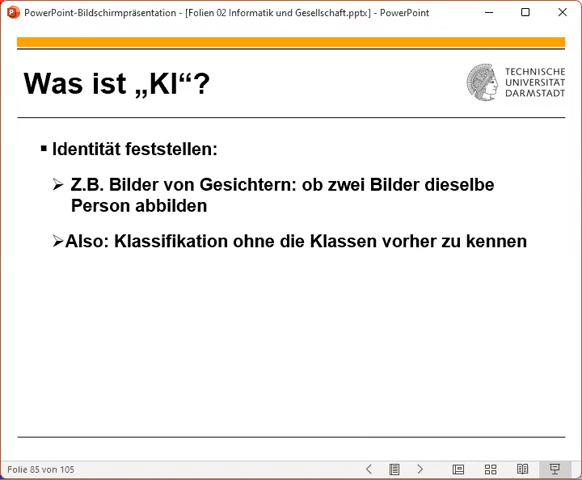 PowerPoint-Bildschirmpräsentation - [Folien 02 Informatik und Gesellschaft.pptx] - PowerPoint
Was ist „KI“?
TECHNISCHE
UNIVERSITÄT
DARMSTADT
▪ Identität feststellen:
➢ Z.B. Bilder von Gesichtern: ob zwei Bilder dieselbe
Person abbilden
➢Also: Klassifikation ohne die Klassen vorher zu kennen
Folie 85 von 105